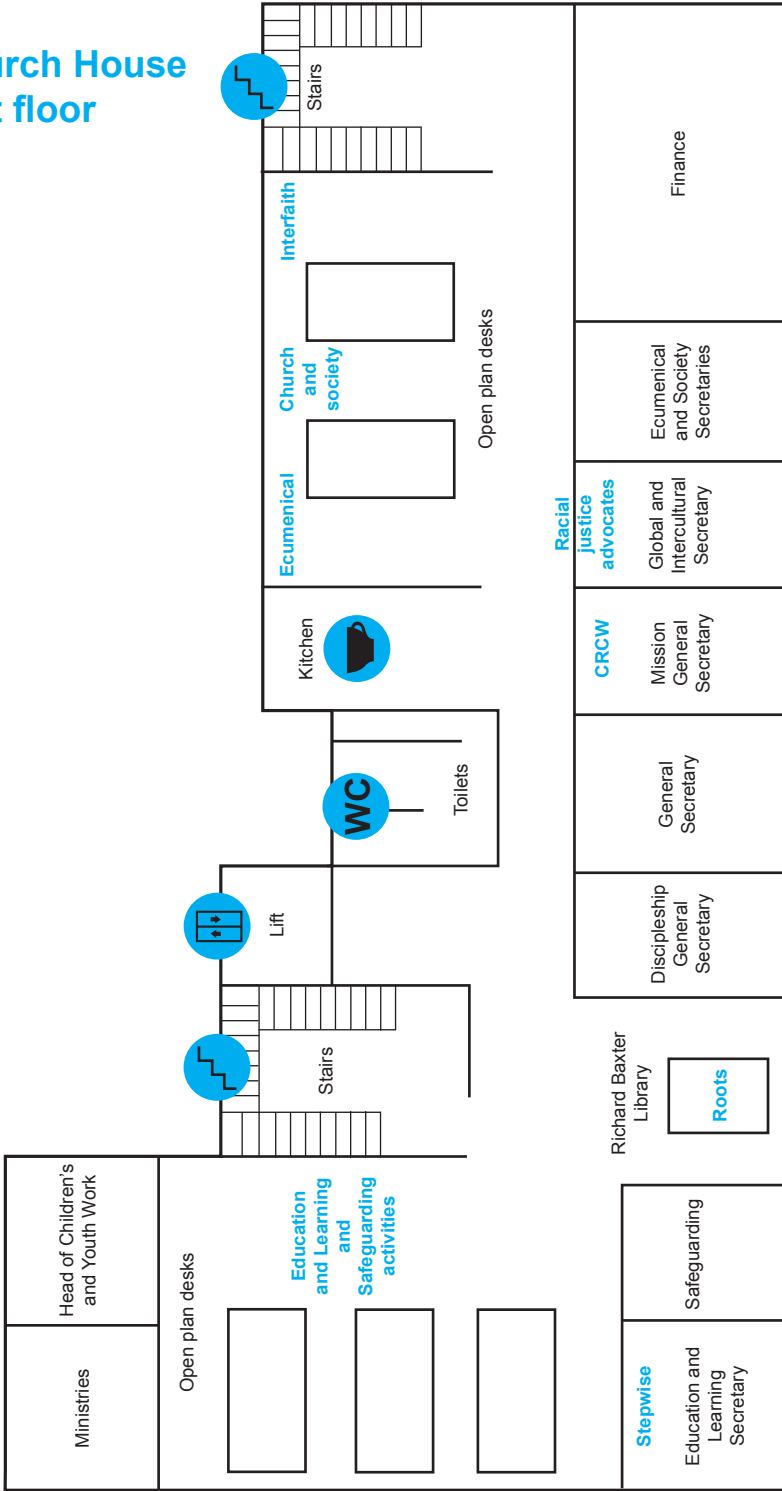 urch House
t floor
Head of Children's
and Youth Work
Ministries
Open plan desks
Education
and Learning
and
Safeguarding
activities
Stepwise
Education and
Learning
Secretary
Safeguarding
Richard Baxter
Library
Roots
Stairs
Lift
WC
Toilets
Kitchen
Ecumenical
Church
and
society
Interfaith
Open plan desks
Stairs
Discipleship
General
Secretary
General
Secretary
CRCW
Mission
General
Secretary
Racial
justice
advocates
Global and
Intercultural
Secretary
Ecumenical
and Society
Secretaries
Finance